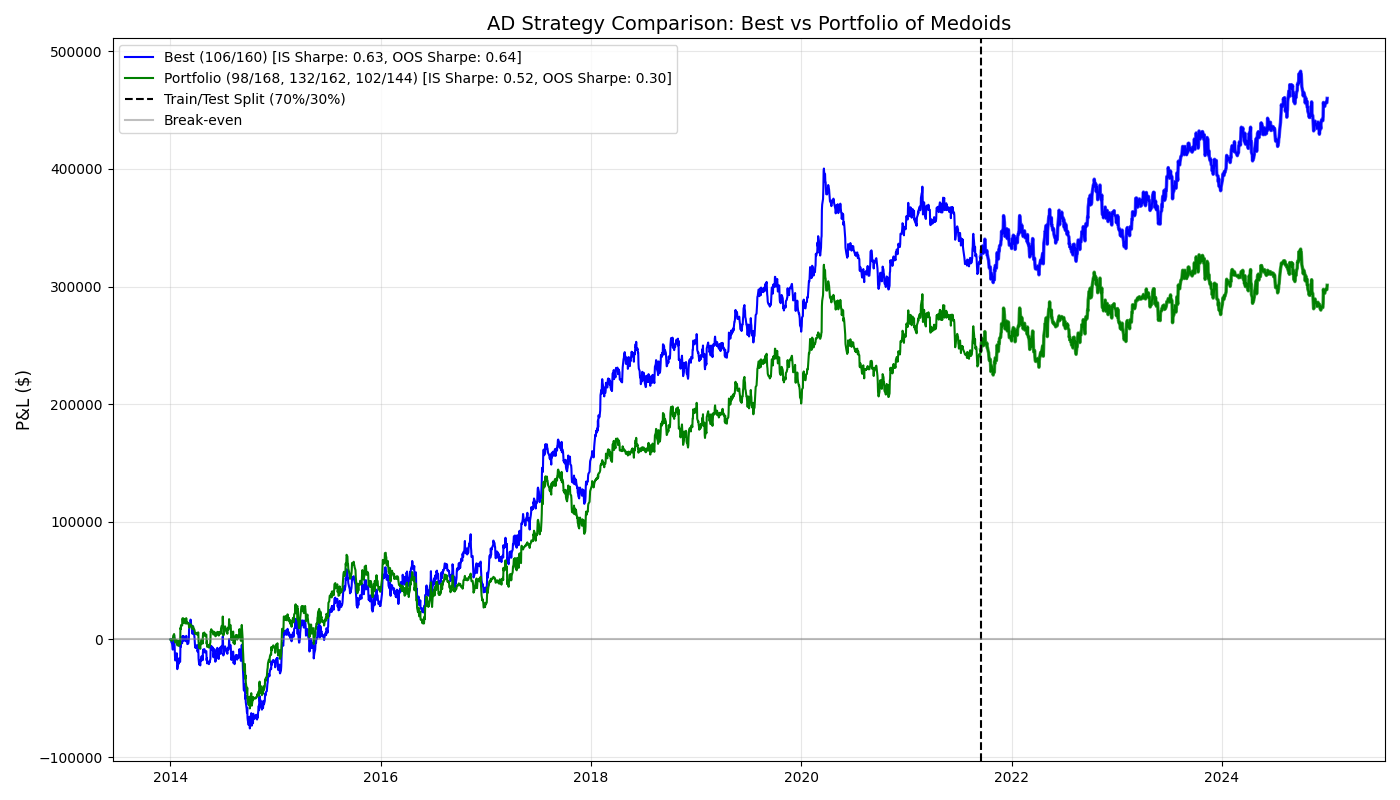 AD Strategy Comparison: Best vs Portfolio of Medoids
Best (106/160) [IS Sharpe: 0.63, OOS Sharpe: 0.64]
Portfolio (98/168, 132/162, 102/144) [IS Sharpe: 0.52, OOS Sharpe: 0.30]
Train/Test Split (70%/30%)
Break-even
P&L ($)
500000
400000
300000
200000
100000
0
−100000
2014
2016
2018
2020
2022
2024